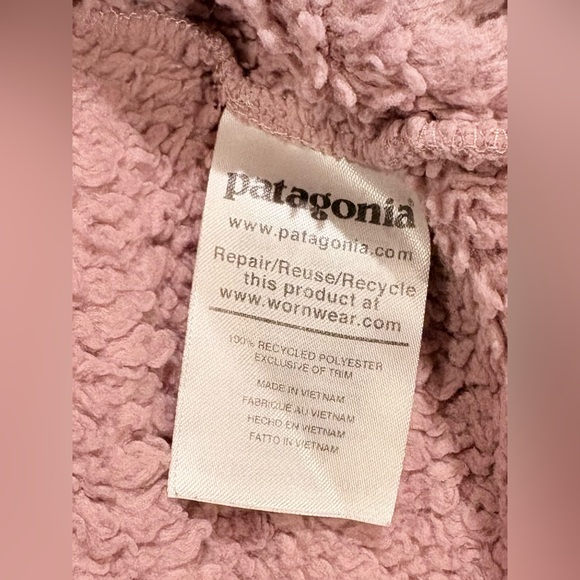 patagonia®
www.patagonia.com
Repair/Reuse/Recycle
this product at
www.wornwear.com
100% RECYCLED POLYESTER
EXCLUSIVE OF TRIM
MADE IN VIETNAM
FABRIQUÉ AU VIETNAM
HECHO EN VIETNAM
FATTO IN VIETNAM